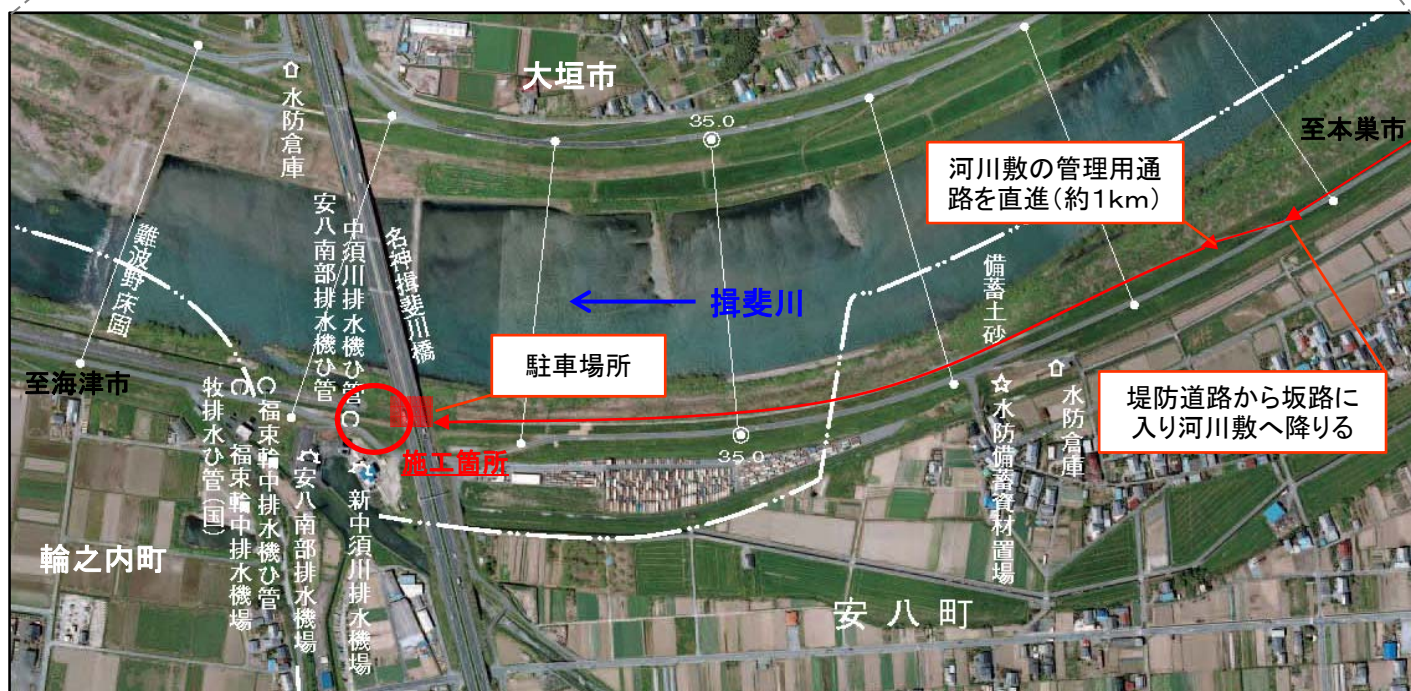 大垣市
水防倉庫
安八南部排水機ひ管
中須川排水機ひ管
名神揖斐川橋
難波野床固
35.0
至本巣市
河川敷の管理用通
路を直進(約1km)
備蓄土砂
揖斐川
駐車場所
至海津市
施工箇所
35.0
水防倉庫
水防備蓄資材置場
堤防道路から坂路に
入り河川敷へ降りる
福束輪中排水機ひ管
牧排水ひ管(国)
福束輪中排水機場
安八南部排水機場
新中須川排水機場
輪之内町
安八町